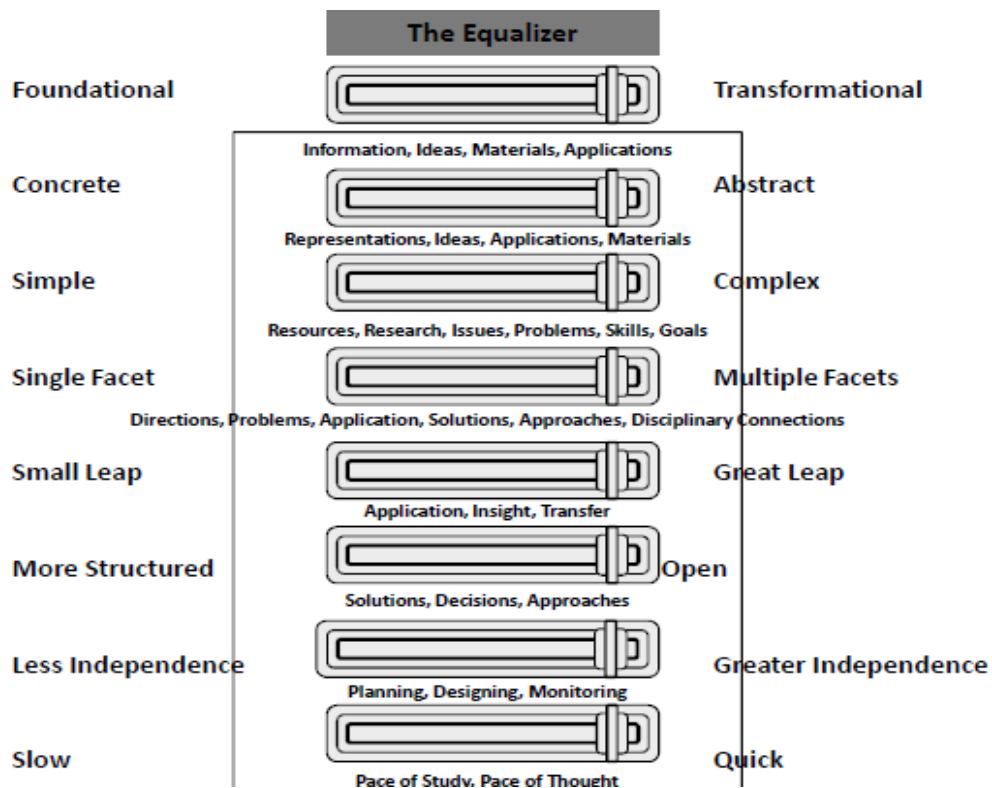 The Equalizer
Foundational Transformational
Information, Ideas, Materials, Applications
Concrete Abstract
Representations, Ideas, Applications, Materials
Simple Complex
Resources, Research, Issues, Problems, Skills, Goals
Single Facet Multiple Facets
Directions, Problems, Application, Solutions, Approaches, Disciplinary Connections
Small Leap Great Leap
Application, Insight, Transfer
More Structured Open
Solutions, Decisions, Approaches
Less Independence Greater Independence
Planning, Designing, Monitoring
Slow Quick
Pace of Study, Pace of Thought